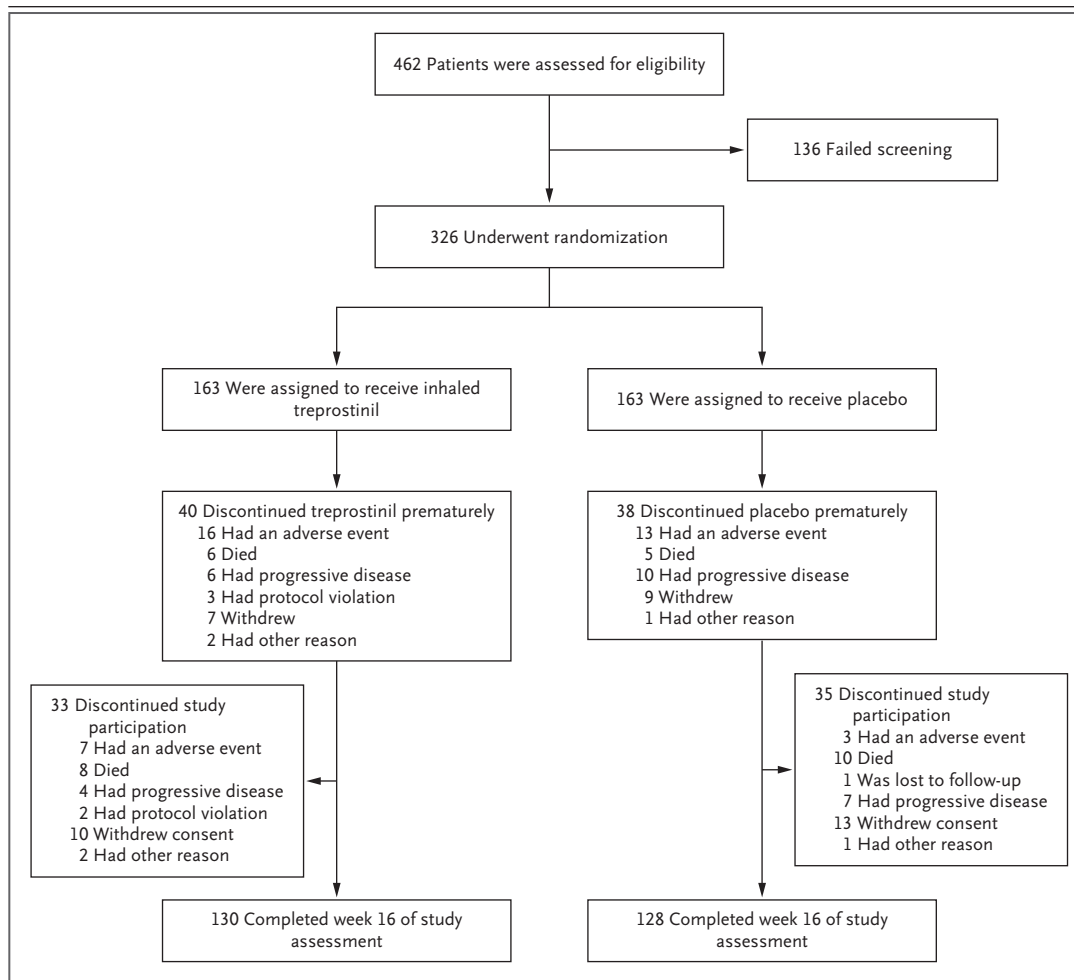 462 Patients were assessed for eligibility
136 Failed screening
326 Underwent randomization
163 Were assigned to receive inhaled
treprostinil
163 Were assigned to receive placebo
40 Discontinued treprostinil prematurely
16 Had an adverse event
6 Died
6 Had progressive disease
3 Had protocol violation
7 Withdrew
2 Had other reason
38 Discontinued placebo prematurely
13 Had an adverse event
5 Died
10 Had progressive disease
9 Withdrew
1 Had other reason
33 Discontinued study
participation
7 Had an adverse event
8 Died
4 Had progressive disease
2 Had protocol violation
10 Withdrew consent
2 Had other reason
35 Discontinued study
participation
3 Had an adverse event
10 Died
1 Was lost to follow-up
7 Had progressive disease
13 Withdrew consent
1 Had other reason
130 Completed week 16 of study
assessment
128 Completed week 16 of study
assessment